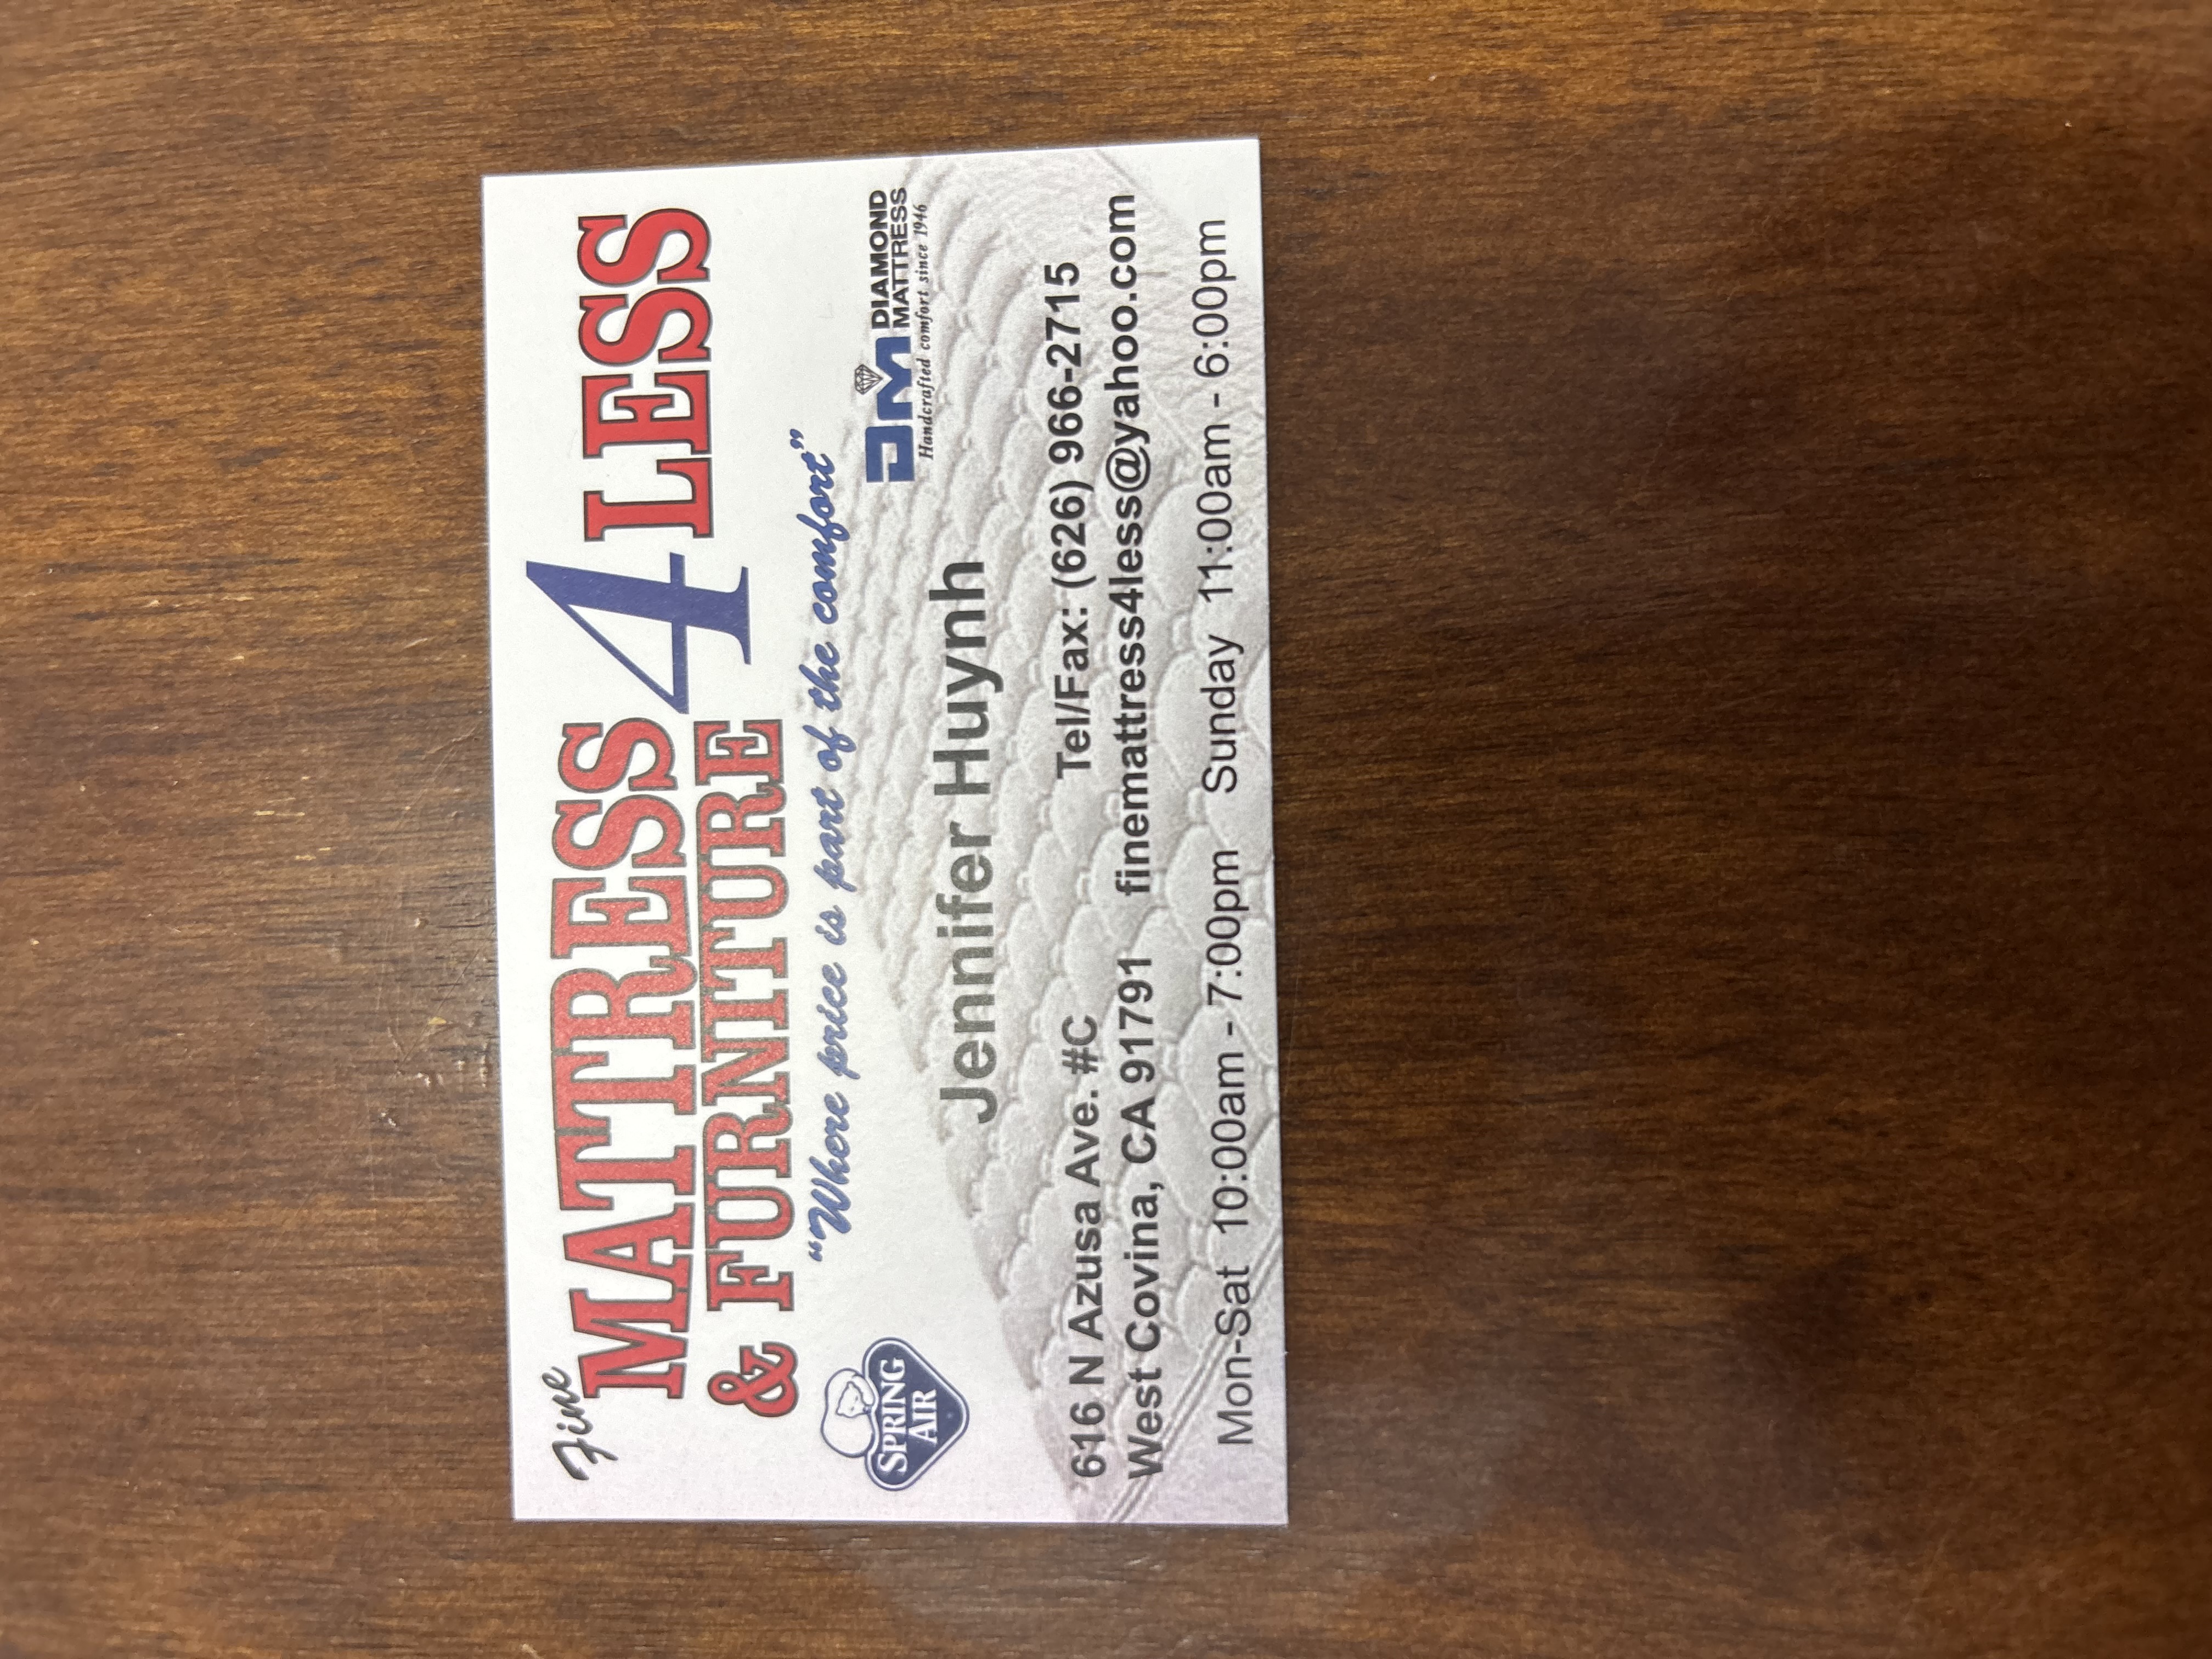 Fine
MATTRESS 4 LESS
& FURNITURE
"Where price is part of the comfort"
SPRING
AIR
DM DIAMOND
MATTRESS
Handcrafted comfort since 1946
Jennifer Huynh
616 N Azusa Ave. #C Tel/Fax: (626) 966-2715
West Covina, CA 91791 finemattress4less@yahoo.com
Mon-Sat 10:00am - 7:00pm Sunday 11:00am - 6:00pm